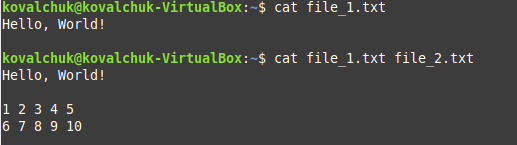 kovalchuk@kovalchuk-VirtualBox:~$ cat file_1.txt
Hello, World!
kovalchuk@kovalchuk-VirtualBox:~$ cat file_1.txt file_2.txt
Hello, World!
1 2 3 4 5
6 7 8 9 10